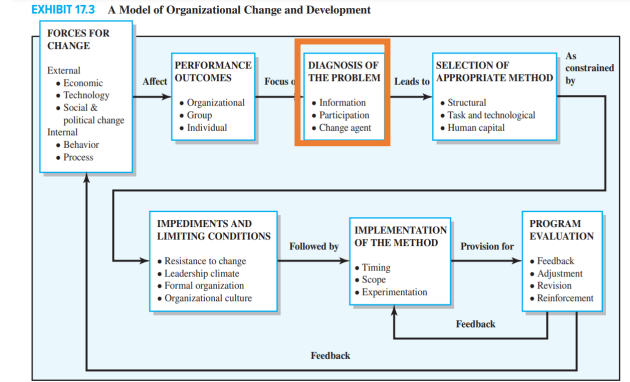 EXHIBIT 17.3 A Model of Organizational Change and Development
FORCES FOR
CHANGE
External
• Economic
• Technology
• Social &
political change
Internal
• Behavior
• Process
Affect
PERFORMANCE
OUTCOMES
• Organizational
• Group
• Individual
Focus
DIAGNOSIS OF
THE PROBLEM
• Information
• Participation
• Change agent
Leads to
SELECTION OF
APPROPRIATE METHOD
• Structural
• Task and technological
• Human capital
As
constrained
by
IMPEDIMENTS AND
LIMITING CONDITIONS
• Resistance to change
• Leadership climate
• Formal organization
• Organizational culture
Followed by
IMPLEMENTATION
OF THE METHOD
• Timing
• Scope
• Experimentation
Provision for
PROGRAM
EVALUATION
• Feedback
• Adjustment
• Revision
• Reinforcement
Feedback
Feedback